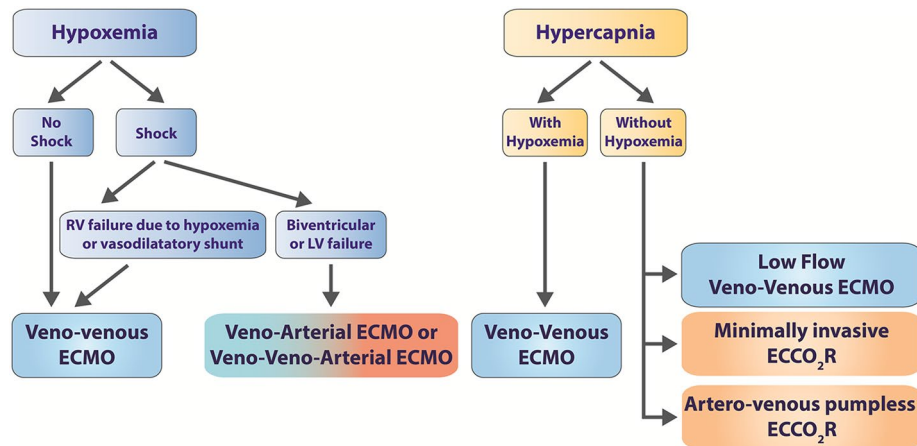 Hypoxemia
No
Shock
Shock
RV failure due to hypoxemia
or vasodilatatory shunt
Biventricular
or LV failure
Veno-venous
ECMO
Veno-Arterial ECMO or
Veno-Veno-Arterial ECMO
Hypercapnia
With
Hypoxemia
Without
Hypoxemia
Veno-Venous
ECMO
Low Flow
Veno-Venous ECMO
Minimally invasive
ECCO₂R
Artero-venous pumpless
ECCO₂R